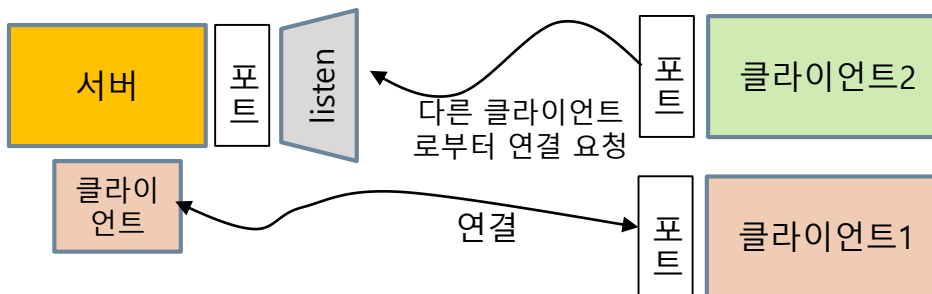 서버
포
트
listen
다른 클라이언트
로부터 연결 요청
포
트
클라이언트2
클라이
언트
연결
포
트
클라이언트1